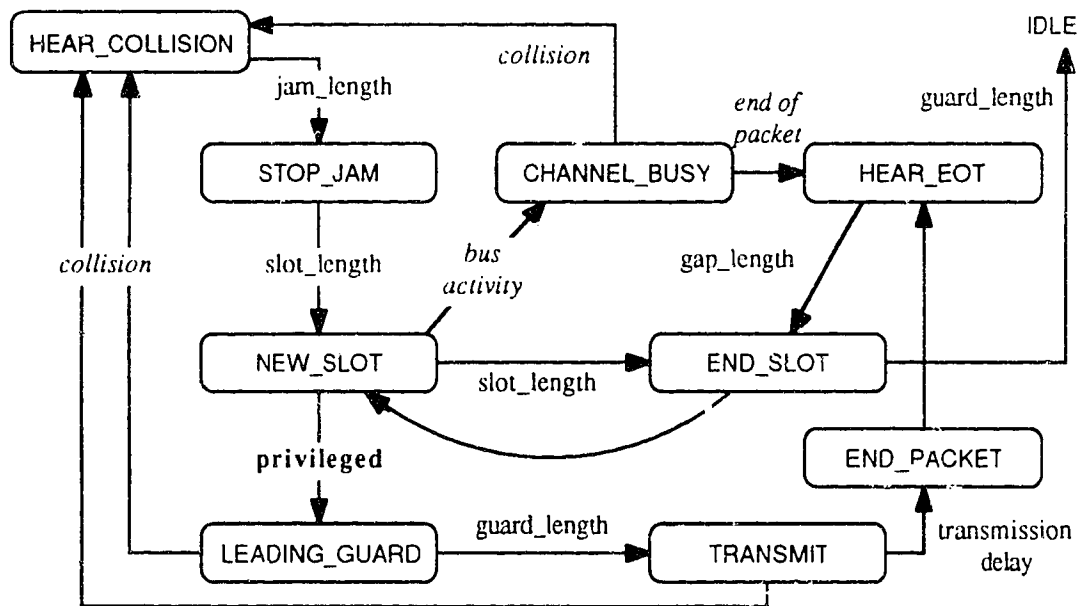 IDLE
HEAR_COLLISION
collision
guard_length
jam_length
end of
packet
STOP_JAM
CHANNEL_BUSY
HEAR_EOT
collision
slot_length
bus
activity
gap_length
NEW_SLOT
slot_length
END_SLOT
privileged
END_PACKET
LEADING_GUARD
guard_length
TRANSMIT
transmission
delay